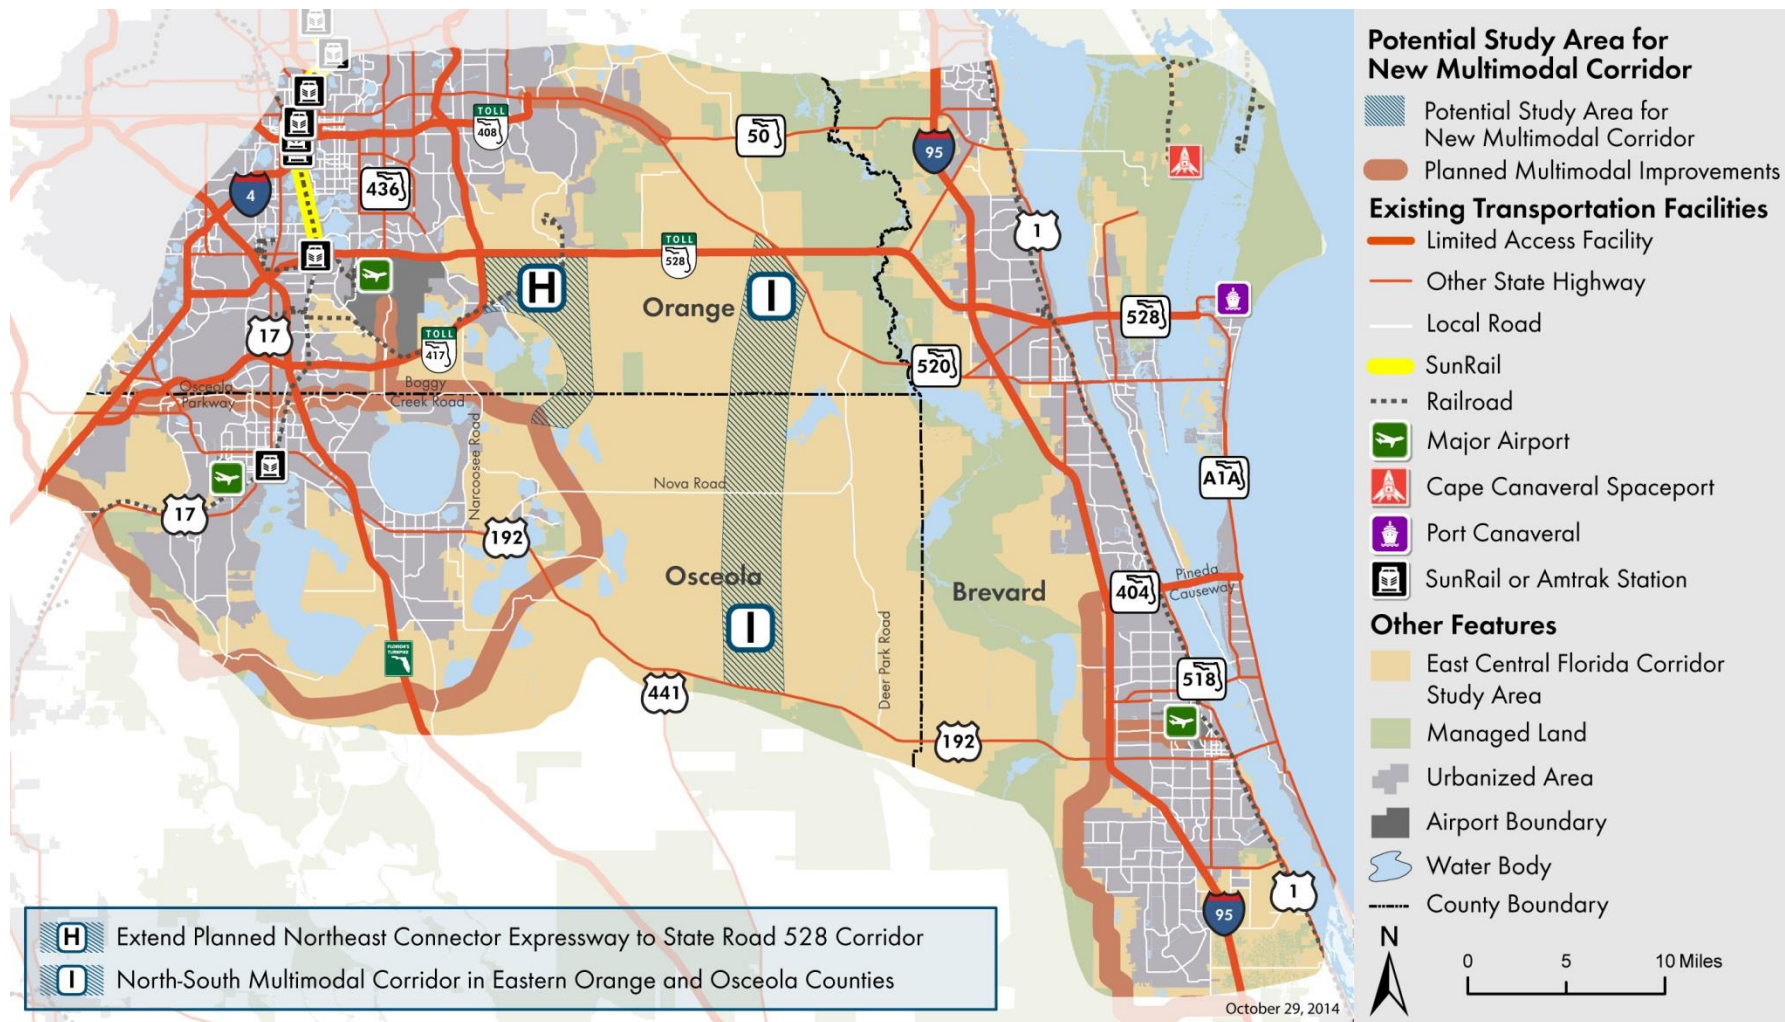 TOLL
408
50
95
4
436
1
TOLL
528
H
I
Orange
528
17
TOLL
417
520
Osceola
Parkway
Boggy
Creek Road
Narcoossee Road
A1A
Nova Road
17
192
Osceola
Brevard
404
Pineda
Causeway
I
FLORIDA'S
TURNPIKE
Deer Park Road
441
518
192
1
95
H Extend Planned Northeast Connector Expressway to State Road 528 Corridor
I North-South Multimodal Corridor in Eastern Orange and Osceola Counties
October 29, 2014
Potential Study Area for
New Multimodal Corridor
Potential Study Area for
New Multimodal Corridor
Planned Multimodal Improvements
Existing Transportation Facilities
Limited Access Facility
Other State Highway
Local Road
SunRail
Railroad
Major Airport
Cape Canaveral Spaceport
Port Canaveral
SunRail or Amtrak Station
Other Features
East Central Florida Corridor
Study Area
Managed Land
Urbanized Area
Airport Boundary
Water Body
County Boundary
N
0 5 10 Miles